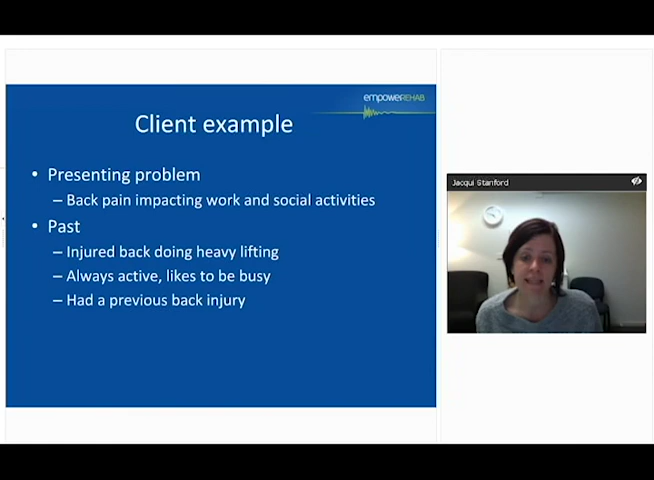 empowerREHAB
Client example
• Presenting problem
– Back pain impacting work and social activities
• Past
– Injured back doing heavy lifting
– Always active, likes to be busy
– Had a previous back injury
Jacqui Stanford